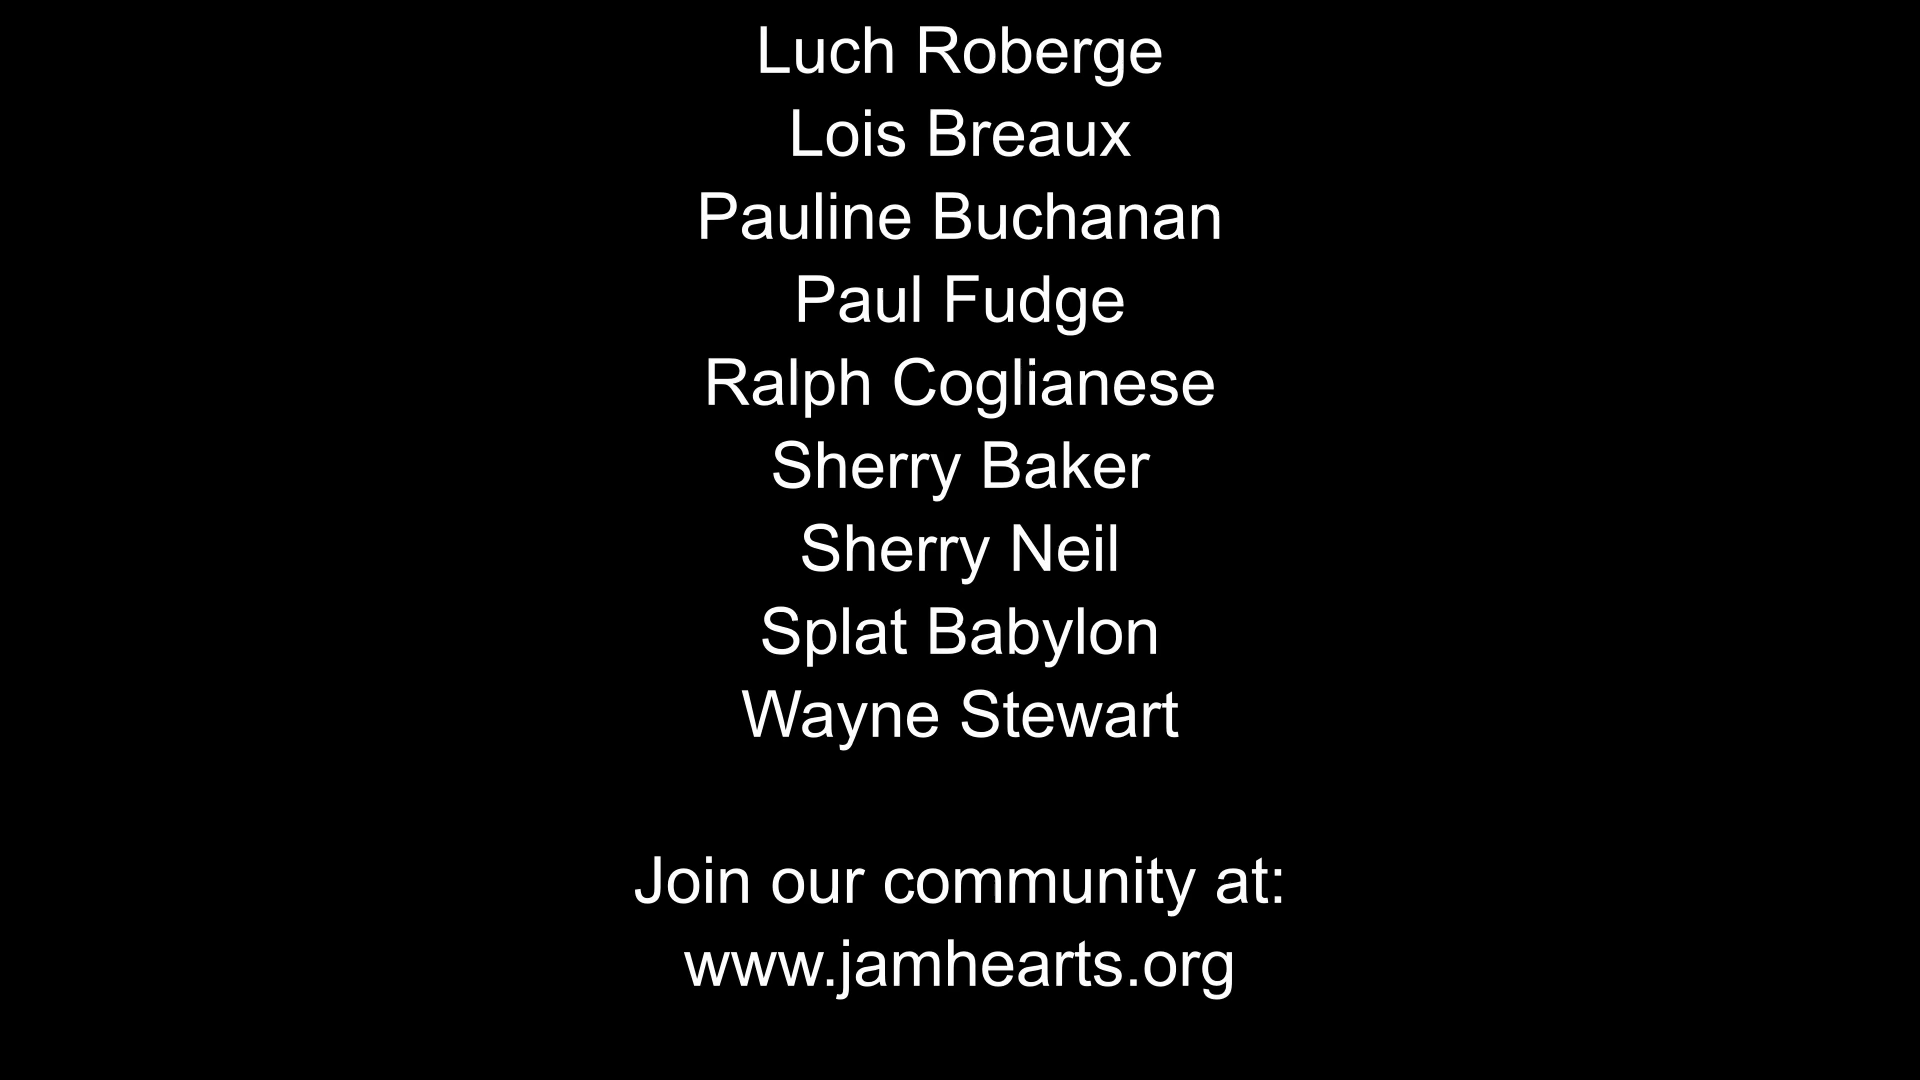 Luch Roberge
Lois Breaux
Pauline Buchanan
Paul Fudge
Ralph Coglianese
Sherry Baker
Sherry Neil
Splat Babylon
Wayne Stewart
Join our community at:
www.jamhearts.org